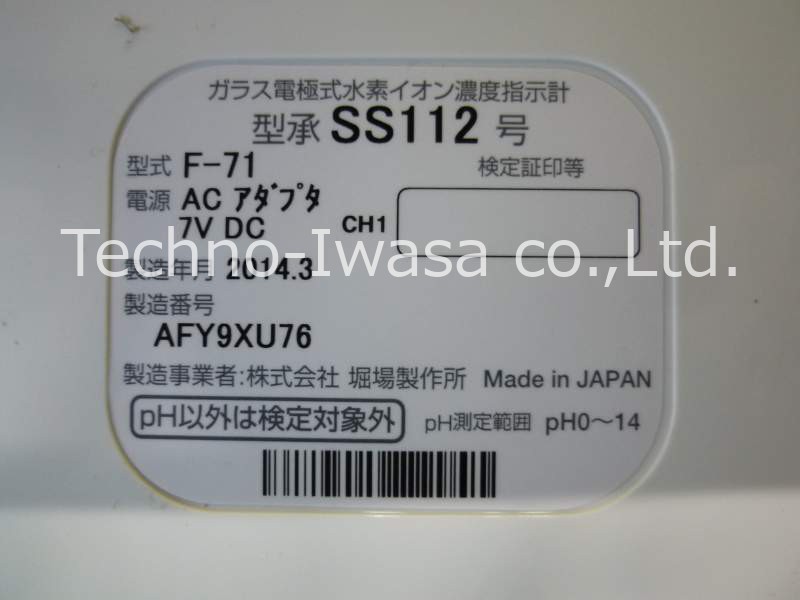 ガラス電極式水素イオン濃度指示計
型承 SS112 号
型式 F-71
検定証印等
電源 AC アダプタ
7V DC
CH1
Techno-Iwasa co.,Ltd.
製造年月 2014.3
製造番号
AFY9XU76
製造事業者:株式会社 堀場製作所 Made in JAPAN
pH以外は検定対象外
pH測定範囲 pH0〜14